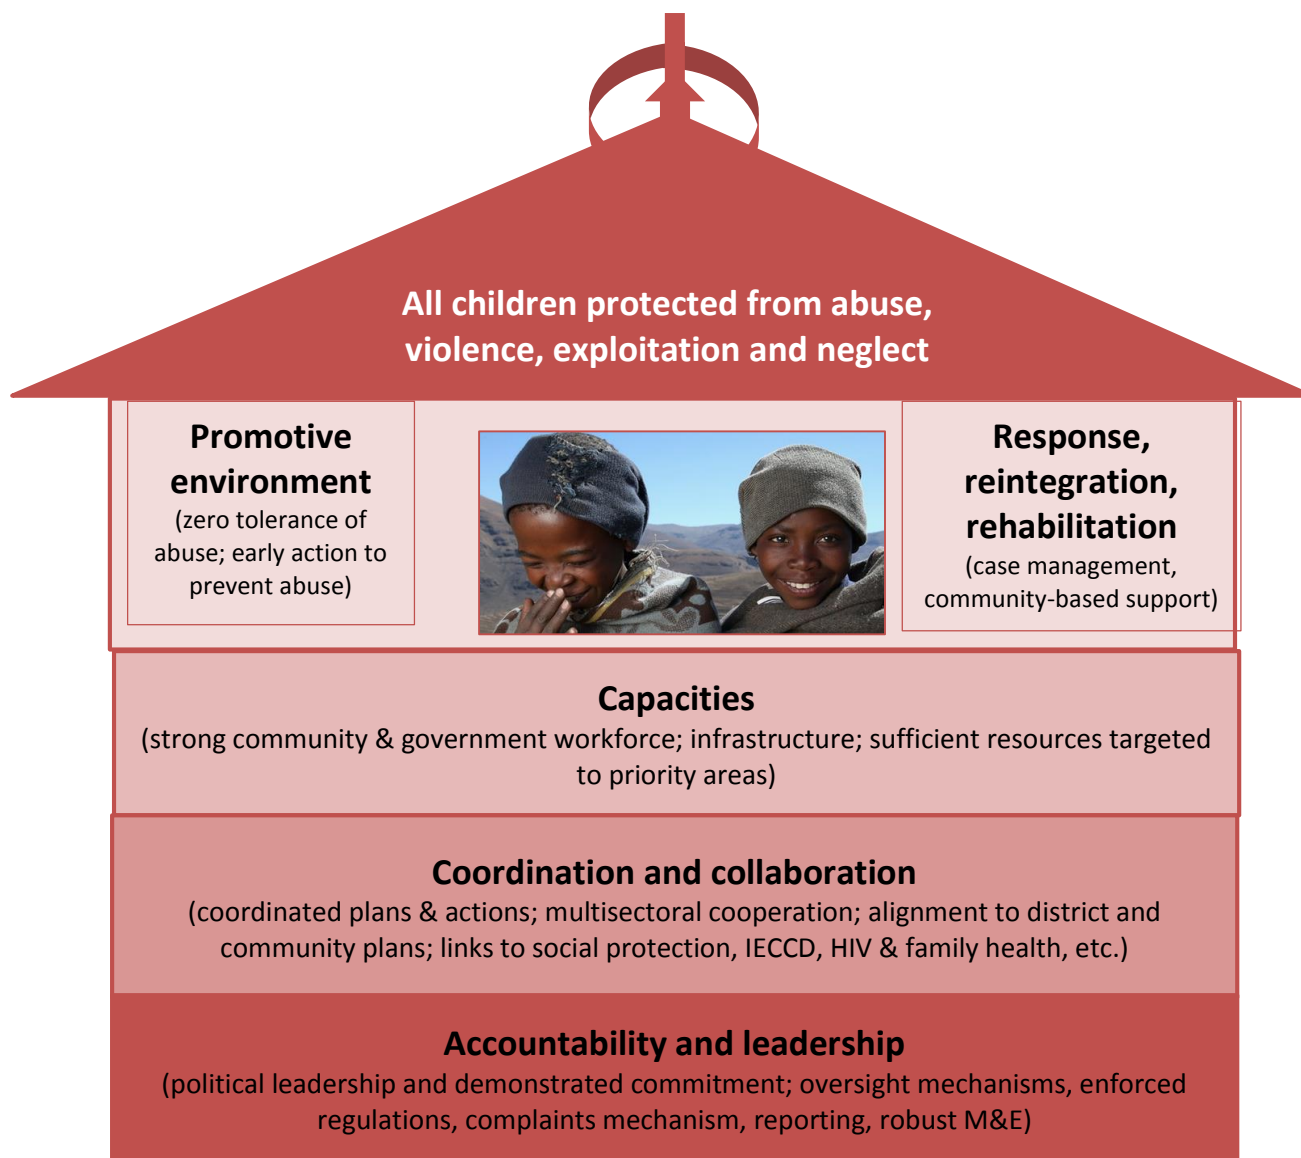 All children protected from abuse,
violence, exploitation and neglect
Promotive
environment
(zero tolerance of
abuse; early action to
prevent abuse)
Response,
reintegration,
rehabilitation
(case management,
community-based support)
Capacities
(strong community & government workforce; infrastructure; sufficient resources targeted
to priority areas)
Coordination and collaboration
(coordinated plans & actions; multisectoral cooperation; alignment to district and
community plans; links to social protection, IECCD, HIV & family health, etc.)
Accountability and leadership
(political leadership and demonstrated commitment; oversight mechanisms, enforced
regulations, complaints mechanism, reporting, robust M&E)